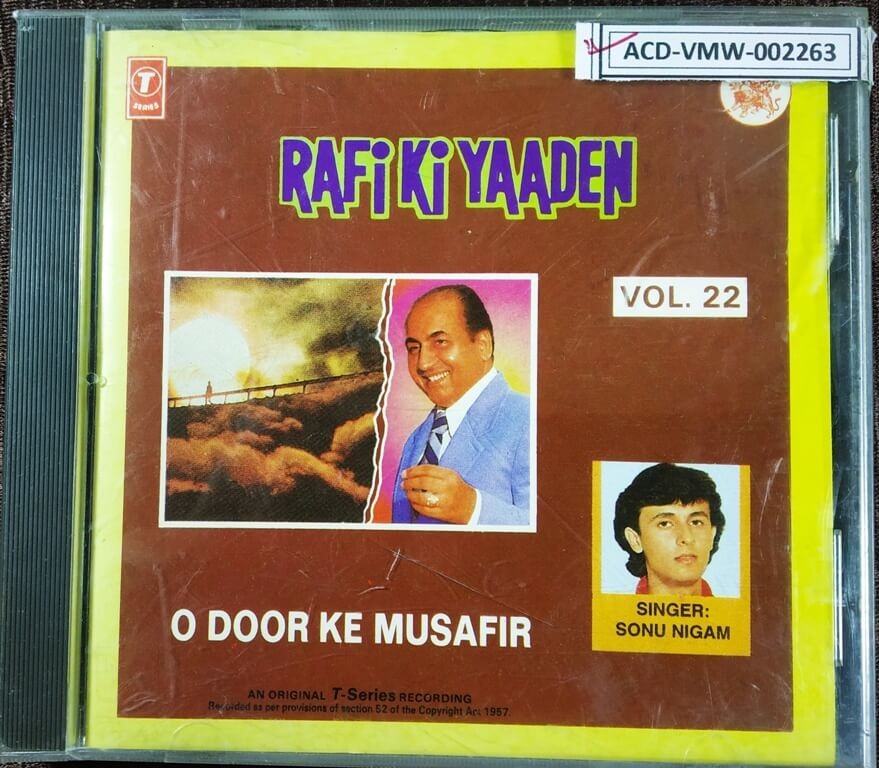 ACD-VMW-002263
T
SERIES
RAFi Ki YAADEN
VOL. 22
SINGER:
SONU NIGAM
O DOOR KE MUSAFIR
AN ORIGINAL T-Series RECORDING
Recorded as per provisions of section 52 of the Copyright Act 1957.